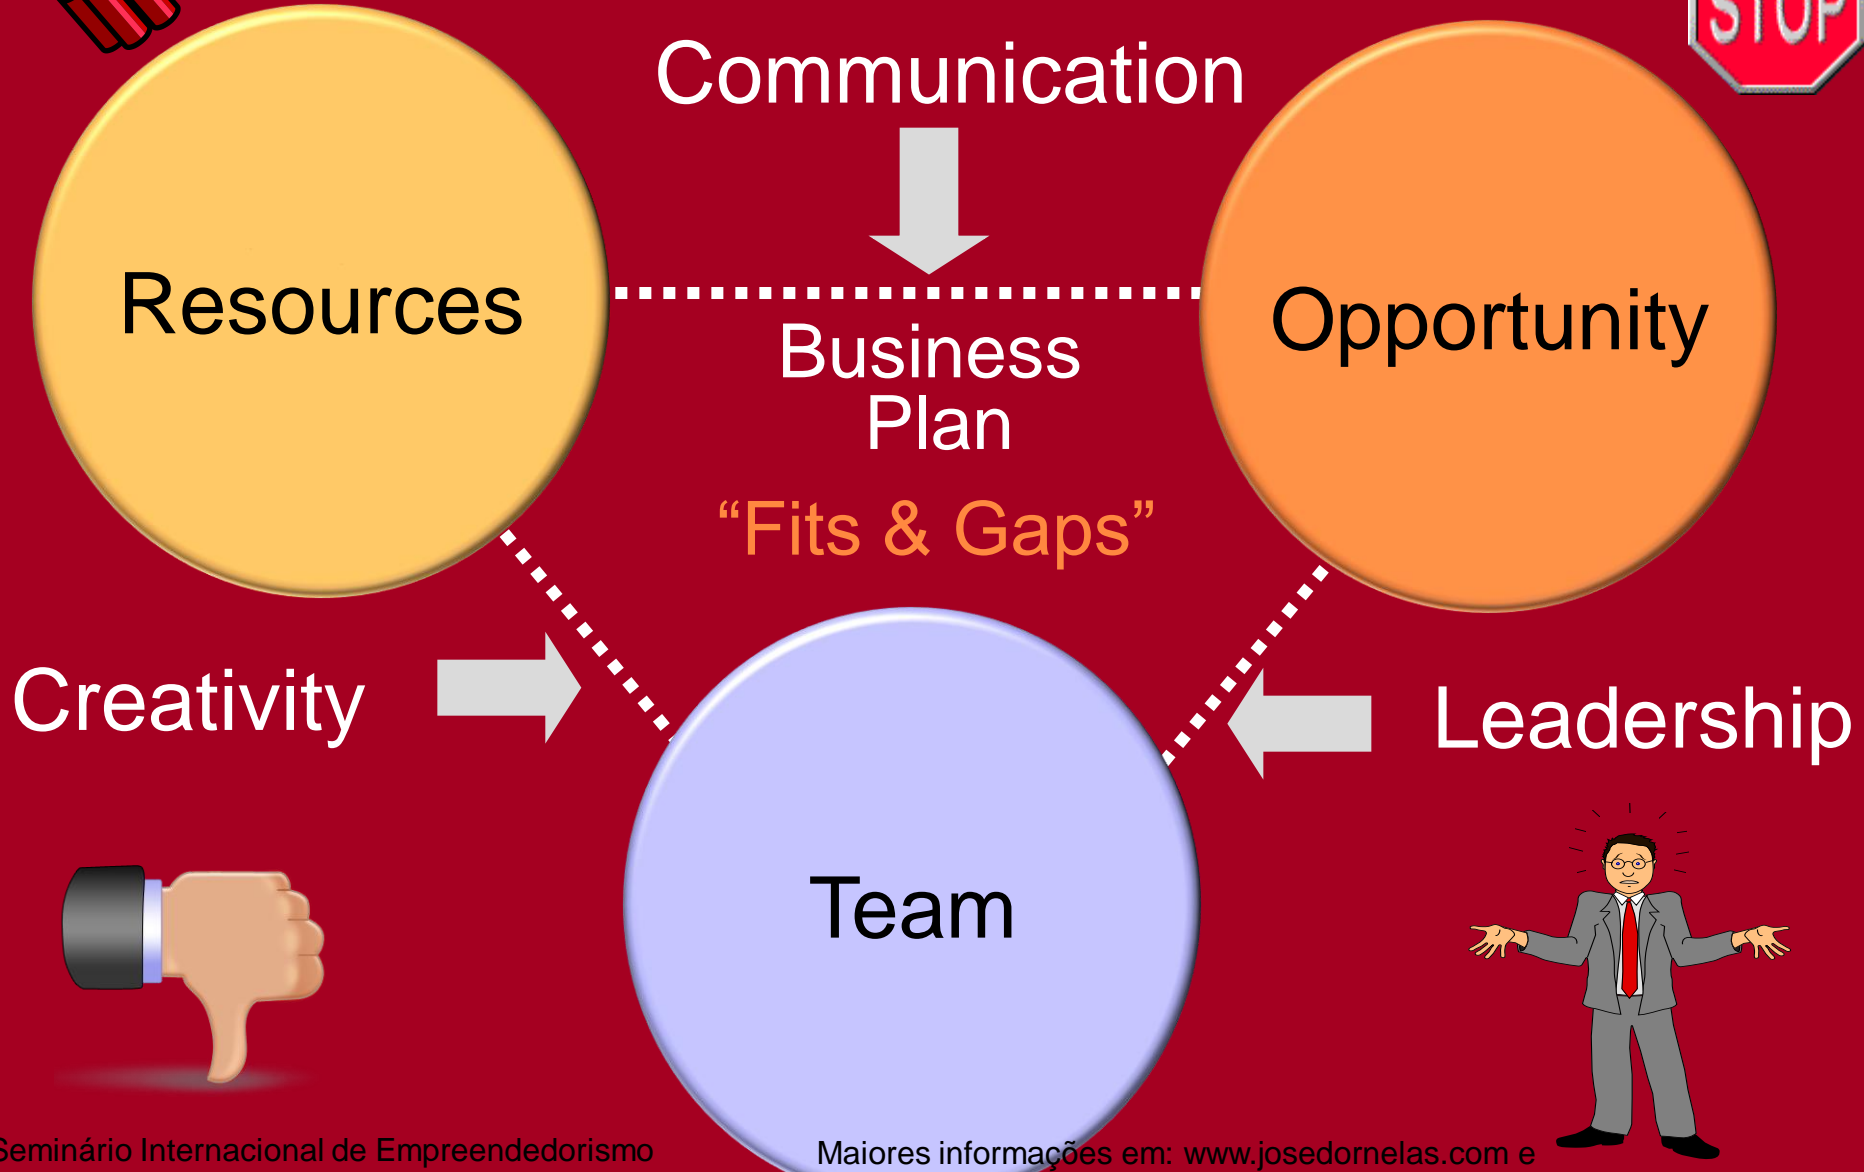 STOP
Communication
Resources
Opportunity
Business
Plan
“Fits & Gaps”
Creativity
Leadership
Team
Seminário Internacional de Empreendedorismo
Maiores informações em: www.josedornelas.com e